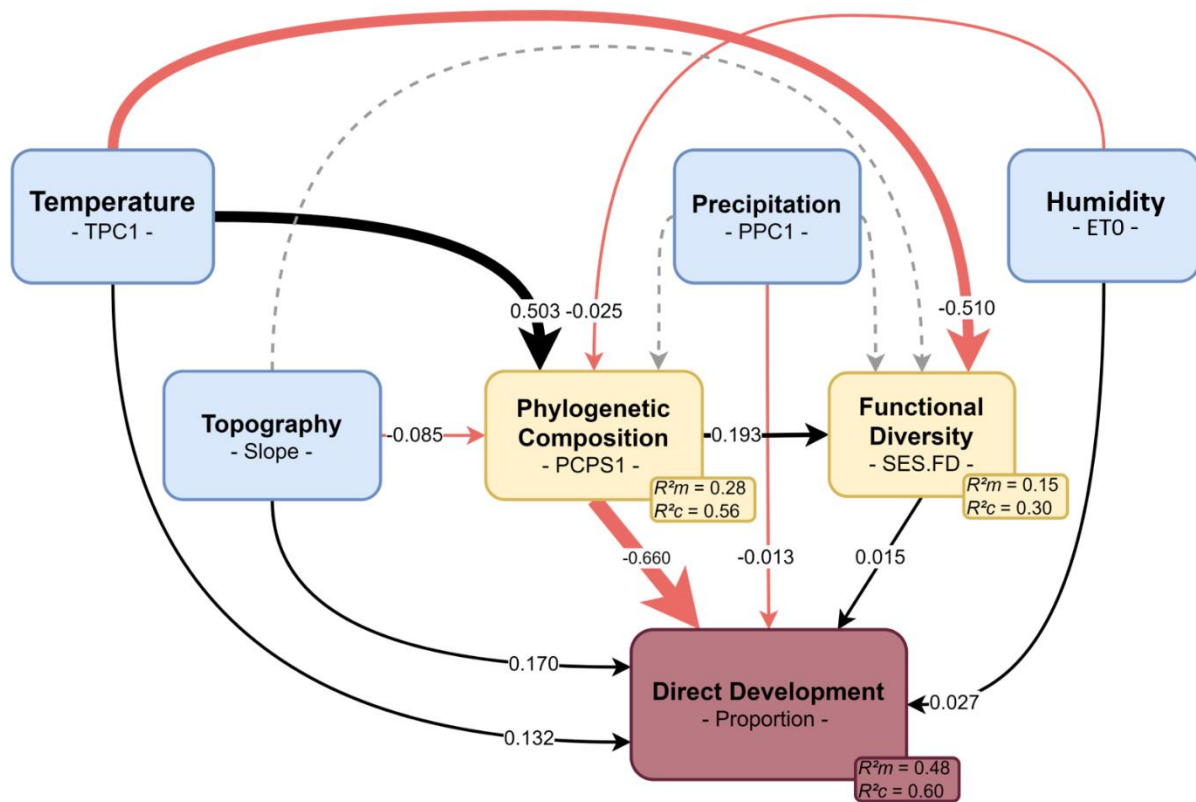 Temperature
- TPC1 -
Precipitation
- PPC1 -
Humidity
- ET0 -
0.503
-0.025
-0.510
Topography
- Slope -
-0.085
Phylogenetic
Composition
- PCPS1 -
R²m = 0.28
R²c = 0.56
0.193
Functional
Diversity
- SES.FD -
R²m = 0.15
R²c = 0.30
-0.660
-0.013
0.015
0.170
0.132
0.027
Direct Development
- Proportion -
R²m = 0.48
R²c = 0.60